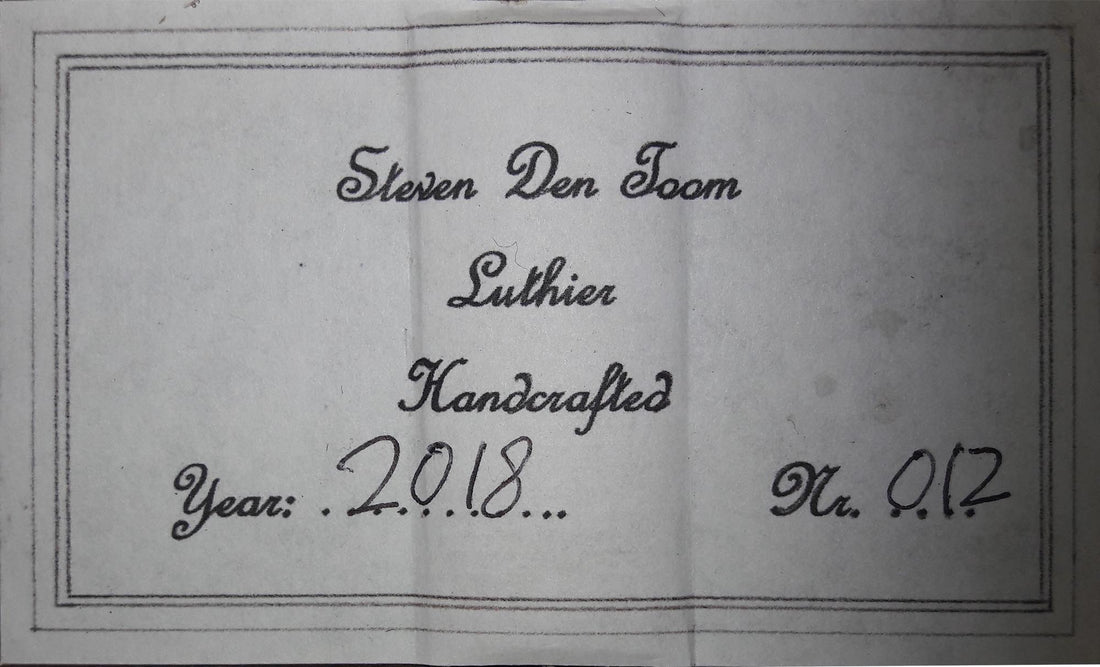 Steven Den Toom
Luthier
Handcrafted
Year: ..2018... Nr. 012